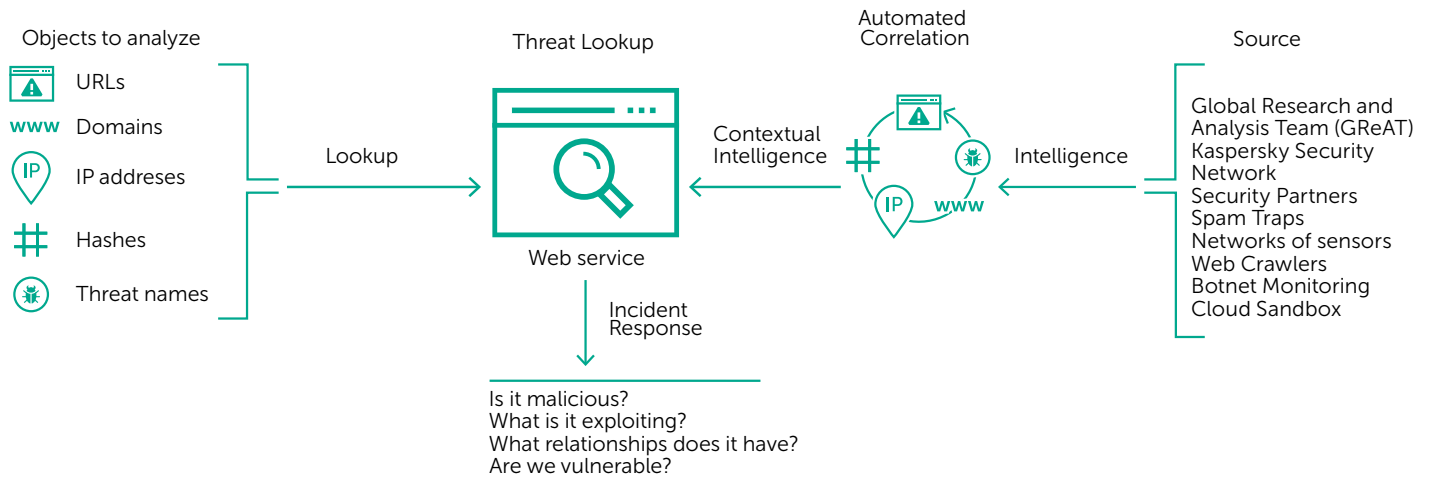 Objects to analyze
URLs
www Domains
IP IP addreses
Hashes
Threat names
Lookup
Threat Lookup
Web service
Incident
Response
Is it malicious?
What is it exploiting?
What relationships does it have?
Are we vulnerable?
Contextual
Intelligence
Automated
Correlation
IP
www
Intelligence
Source
Global Research and
Analysis Team (GReAT)
Kaspersky Security
Network
Security Partners
Spam Traps
Networks of sensors
Web Crawlers
Botnet Monitoring
Cloud Sandbox